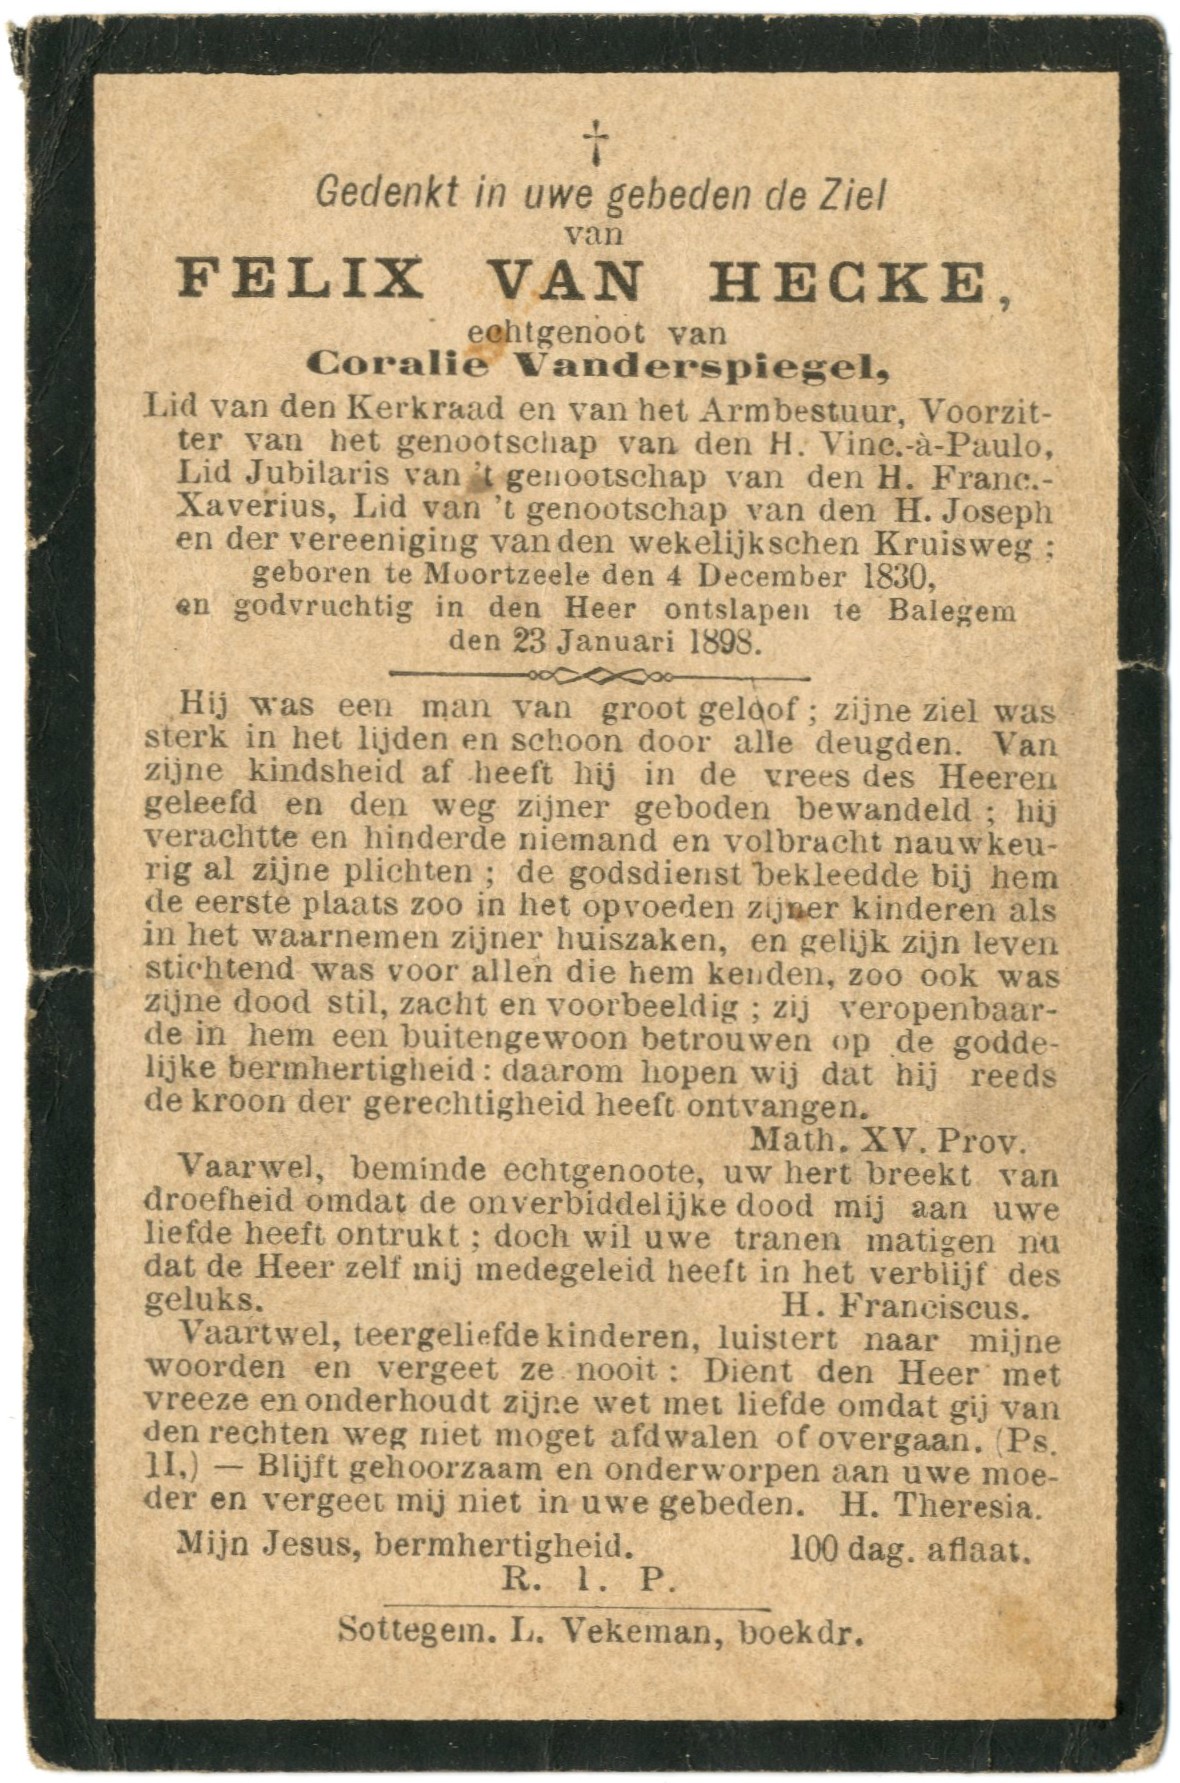 †
Gedenkt in uwe gebeden de Ziel
van
FELIX VAN HECKE,
echtgenoot van
Coralie Vanderspiegel,
Lid van den Kerkraad en van het Armbestuur, Voorzit-
ter van het genootschap van den H. Vinc.-à-Paulo,
Lid Jubilaris van 't genootschap van den H. Franc.-
Xaverius, Lid van 't genootschap van den H. Joseph
en der vereeniging van den wekelijkschen Kruisweg ;
geboren te Moortzeele den 4 December 1830,
en godvruchtig in den Heer ontslapen te Balegem
den 23 Januari 1898.
Hij was een man van groot geloof ; zijne ziel was
sterk in het lijden en schoon door alle deugden. Van
zijne kindsheid af heeft hij in de vrees des Heeren
geleefd en den weg zijner geboden bewandeld ; hij
verachtte en hinderde niemand en volbracht nauwkeu-
rig al zijne plichten ; de godsdienst bekleedde bij hem
de eerste plaats zoo in het opvoeden zijner kinderen als
in het waarnemen zijner huiszaken, en gelijk zijn leven
stichtend was voor allen die hem kenden, zoo ook was
zijne dood stil, zacht en voorbeeldig ; zij veropenbaar-
de in hem een buitengewoon betrouwen op de godde-
lijke bermhertigheid : daarom hopen wij dat hij reeds
de kroon der gerechtigheid heeft ontvangen.
Math. XV. Prov.
Vaarwel, beminde echtgenoote, uw hert breekt van
droefheid omdat de onverbiddelijke dood mij aan uwe
liefde heeft ontrukt ; doch wil uwe tranen matigen nu
dat de Heer zelf mij medegeleid heeft in het verblijf des
geluks. H. Franciscus.
Vaartwel, teergeliefde kinderen, luistert naar mijne
woorden en vergeet ze nooit : Dient den Heer met
vreeze en onderhoudt zijne wet met liefde omdat gij van
den rechten weg niet moget afdwalen of overgaan. (Ps.
II.) — Blijft gehoorzaam en onderworpen aan uwe moe-
der en vergeet mij niet in uwe gebeden. H. Theresia.
Mijn Jesus, bermhertigheid. 100 dag. aflaat.
R. I. P.
Sottegem. L. Vekeman, boekdr.